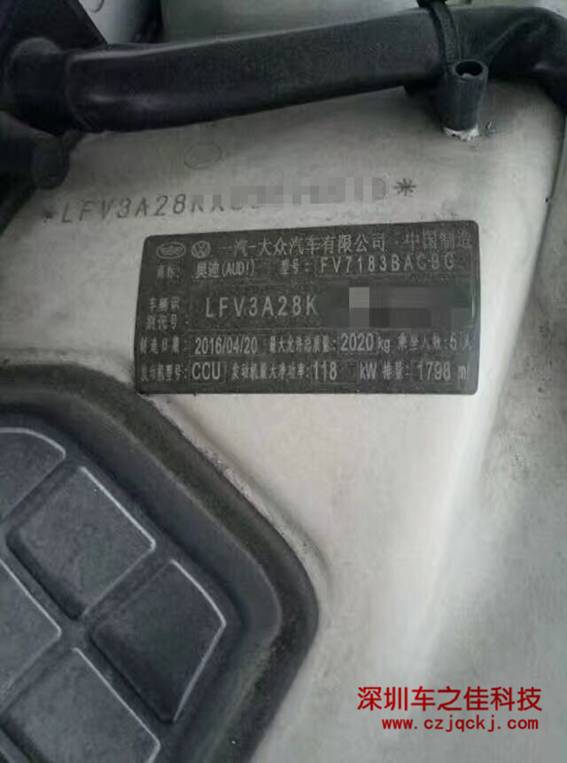 *LFV3A28K
一汽-大众汽车有限公司·中国制造
商标: 奥迪(AUDI) 型号: FV7183BACBG
车辆识
别代号: LFV3A28K
制造日期: 2016/04/20 最大允许总质量: 2020kg 乘坐人数: 5人
发动机型号: CCU 发动机最大净功率: 118 kW 排量: 1798 ml
深圳车之佳科技
www.czjqckj.com